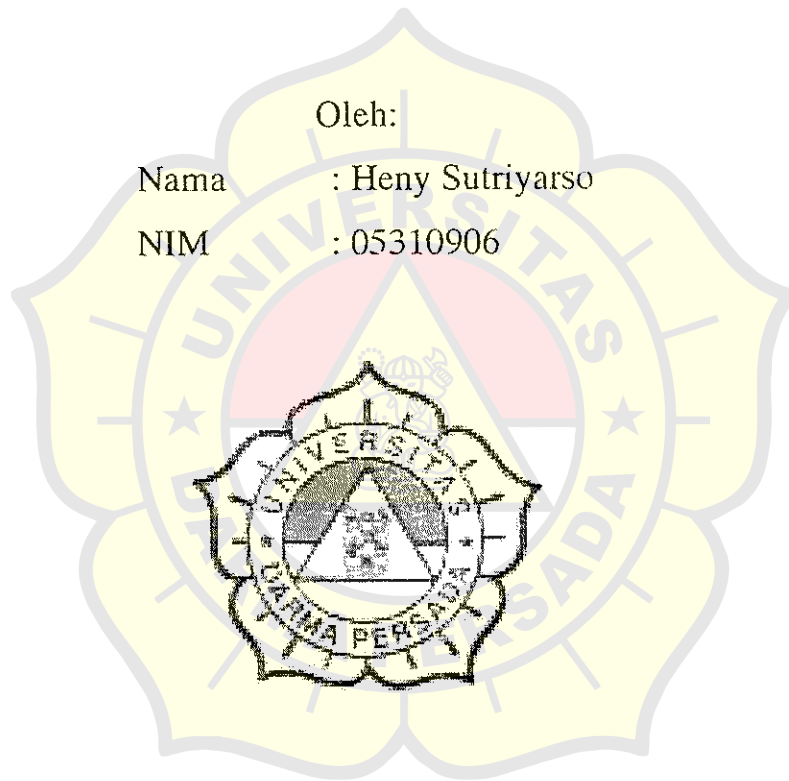 Oleh:
Nama : Heny Sutriyarso
NIM : 05310906
UNIVERSITAS
DARMA PERSADA
UNIVERSITAS
DARMA PERSADA